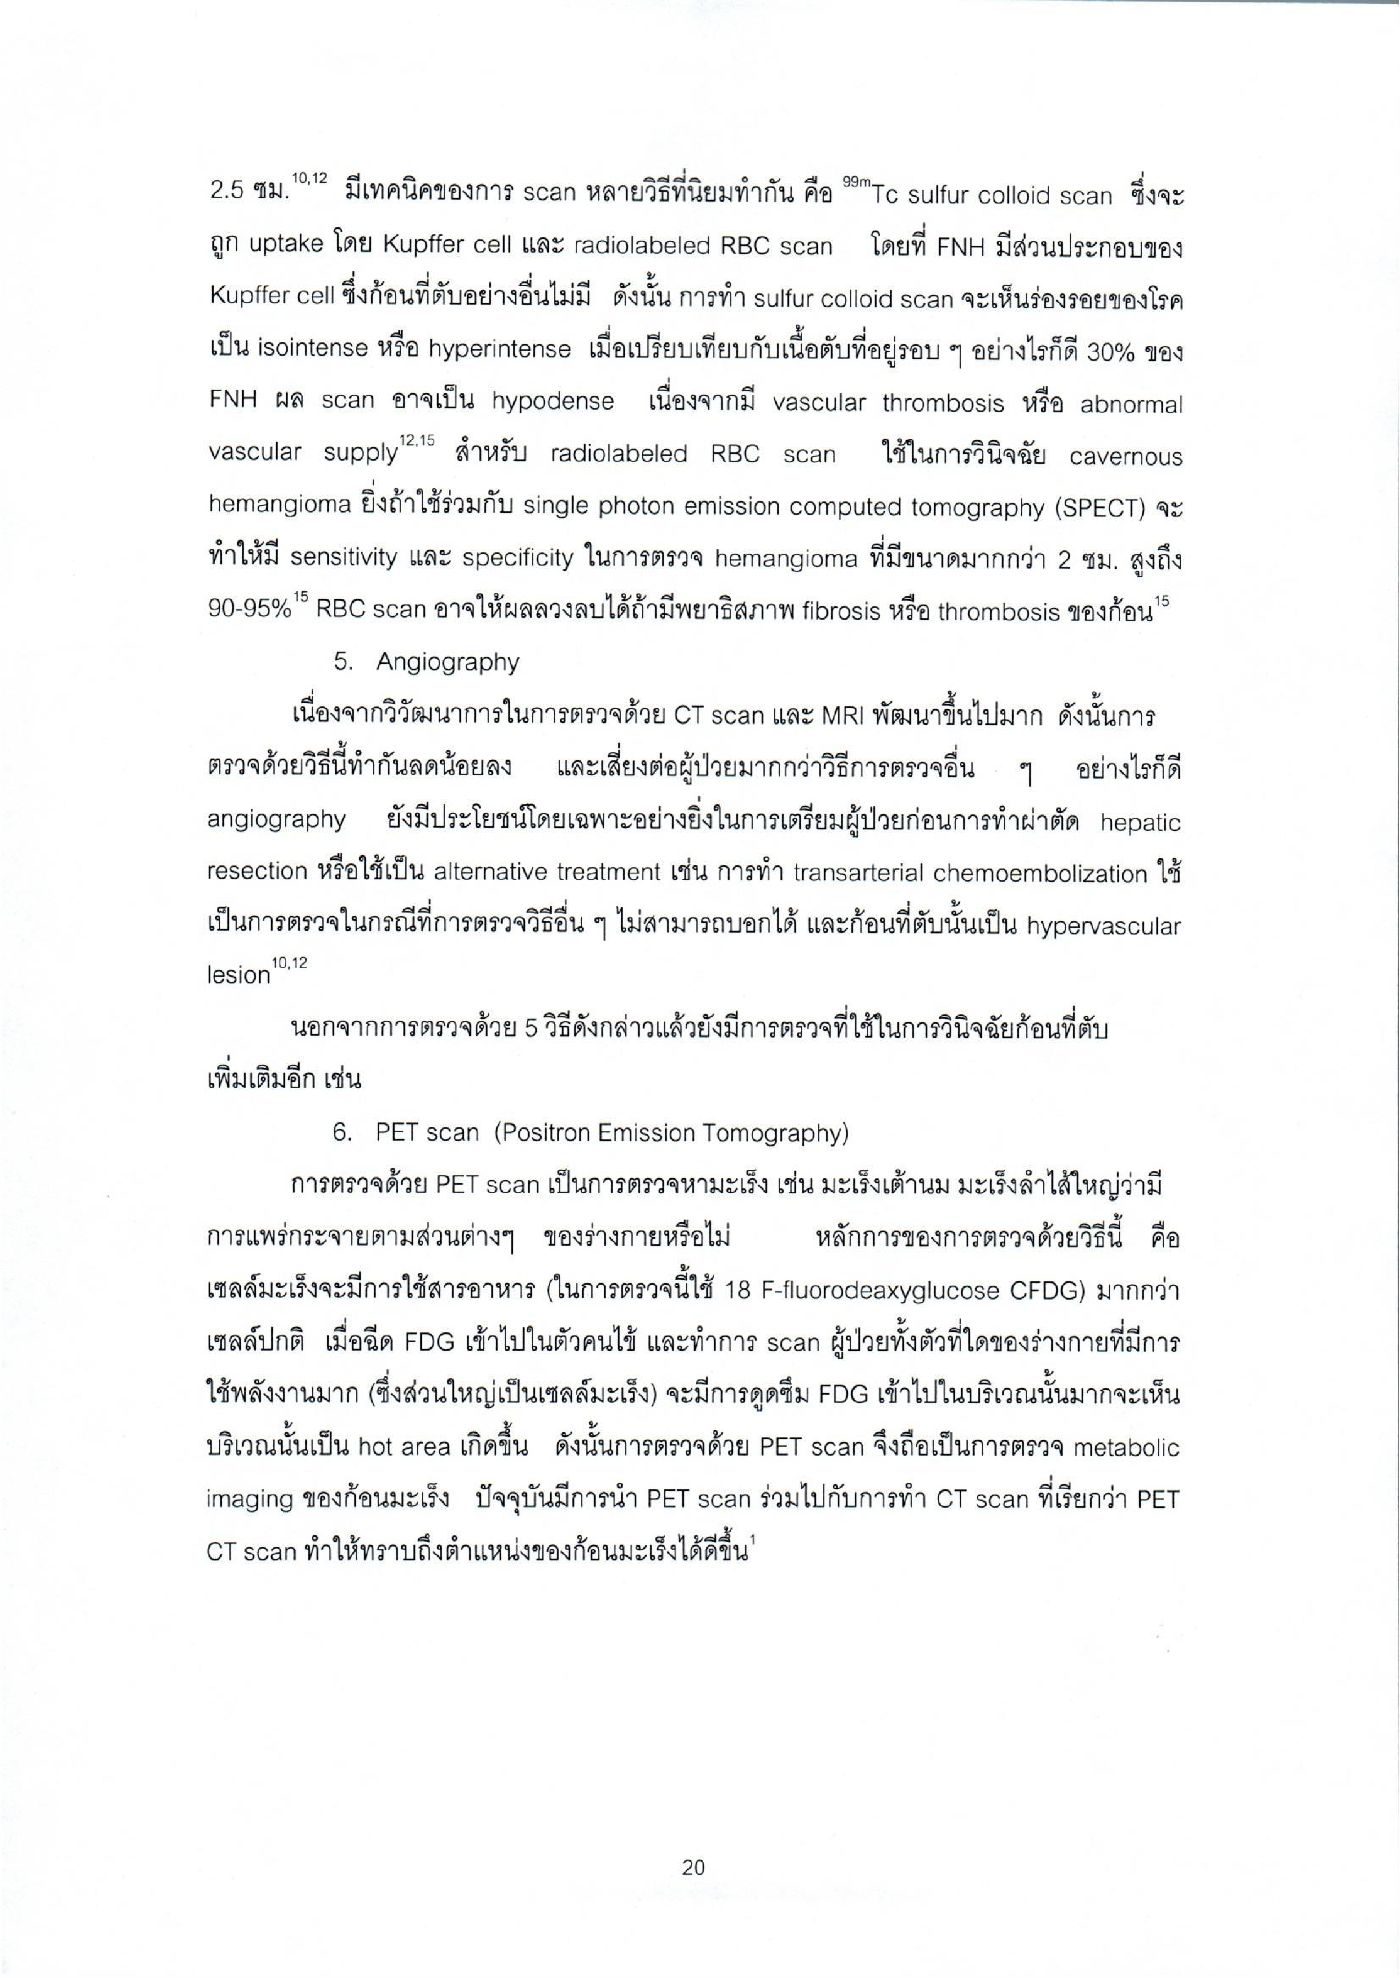 2.5 ซม.10,12 มีเทคนิคของการ scan หลายวิธีที่นิยมทำกัน คือ 99mTc sulfur colloid scan ซึ่งจะ
ถูก uptake โดย Kupffer cell และ radiolabeled RBC scan โดยที่ FNH มีส่วนประกอบของ
Kupffer cell ซึ่งก้อนที่ตับอย่างอื่นไม่มี ดังนั้น การทำ sulfur colloid scan จะเห็นร่องรอยของโรค
เป็น isointense หรือ hyperintense เมื่อเปรียบเทียบกับเนื้อตับที่อยู่รอบ ๆ อย่างไรก็ดี 30% ของ
FNH ผล scan อาจเป็น hypodense เนื่องจากมี vascular thrombosis หรือ abnormal
vascular supply12,15 สำหรับ radiolabeled RBC scan ใช้ในการวินิจฉัย cavernous
hemangioma ยิ่งถ้าใช้ร่วมกับ single photon emission computed tomography (SPECT) จะ
ทำให้มี sensitivity และ specificity ในการตรวจ hemangioma ที่มีขนาดมากกว่า 2 ซม. สูงถึง
90-95%15 RBC scan อาจให้ผลลวงลบได้ถ้ามีพยาธิสภาพ fibrosis หรือ thrombosis ของก้อน15
5. Angiography
เนื่องจากวิวัฒนาการในการตรวจด้วย CT scan และ MRI พัฒนาขึ้นไปมาก ดังนั้นการ
ตรวจด้วยวิธีนี้ทำกันลดน้อยลง และเสี่ยงต่อผู้ป่วยมากกว่าวิธีการตรวจอื่น ๆ อย่างไรก็ดี
angiography ยังมีประโยชน์โดยเฉพาะอย่างยิ่งในการเตรียมผู้ป่วยก่อนการทำผ่าตัด hepatic
resection หรือใช้เป็น alternative treatment เช่น การทำ transarterial chemoembolization ใช้
เป็นการตรวจในกรณีที่การตรวจวิธีอื่น ๆ ไม่สามารถบอกได้ และก้อนที่ตับนั้นเป็น hypervascular
lesion10,12
นอกจากการตรวจด้วย 5 วิธีดังกล่าวแล้วยังมีการตรวจที่ใช้ในการวินิจฉัยก้อนที่ตับ
เพิ่มเติมอีก เช่น
6. PET scan (Positron Emission Tomography)
การตรวจด้วย PET scan เป็นการตรวจหามะเร็ง เช่น มะเร็งเต้านม มะเร็งลำไส้ใหญ่ว่ามี
การแพร่กระจายตามส่วนต่างๆ ของร่างกายหรือไม่ หลักการของการตรวจด้วยวิธีนี้ คือ
เซลล์มะเร็งจะมีการใช้สารอาหาร (ในการตรวจนี้ใช้ 18 F-fluorodeaxyglucose CFDG) มากกว่า
เซลล์ปกติ เมื่อฉีด FDG เข้าไปในตัวคนไข้ และทำการ scan ผู้ป่วยทั้งตัวที่ใดของร่างกายที่มีการ
ใช้พลังงานมาก (ซึ่งส่วนใหญ่เป็นเซลล์มะเร็ง) จะมีการดูดซึม FDG เข้าไปในบริเวณนั้นมากจะเห็น
บริเวณนั้นเป็น hot area เกิดขึ้น ดังนั้นการตรวจด้วย PET scan จึงถือเป็นการตรวจ metabolic
imaging ของก้อนมะเร็ง ปัจจุบันมีการนำ PET scan ร่วมไปกับการทำ CT scan ที่เรียกว่า PET
CT scan ทำให้ทราบถึงตำแหน่งของก้อนมะเร็งได้ดีขึ้น1
20